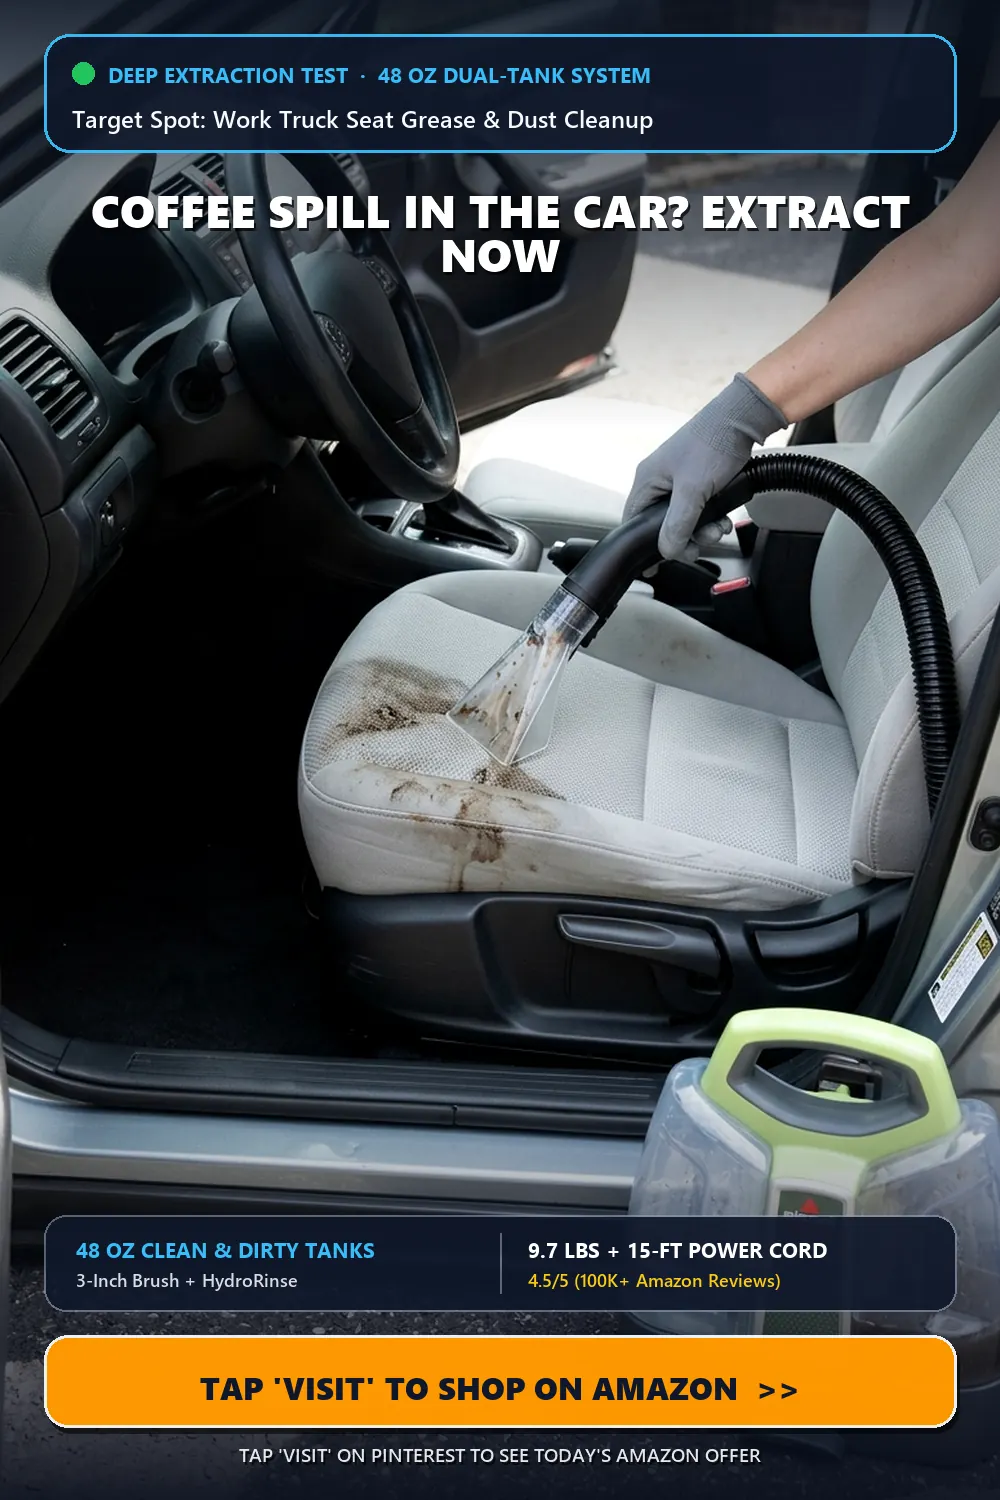 DEEP EXTRACTION TEST · 48 OZ DUAL-TANK SYSTEM
Target Spot: Work Truck Seat Grease & Dust Cleanup
COFFEE SPILL IN THE CAR? EXTRACT
NOW
48 OZ CLEAN & DIRTY TANKS
3-Inch Brush + HydroRinse
9.7 LBS + 15-FT POWER CORD
4.5/5 (100K+ Amazon Reviews)
TAP 'VISIT' TO SHOP ON AMAZON >>
TAP 'VISIT' ON PINTEREST TO SEE TODAY'S AMAZON OFFER